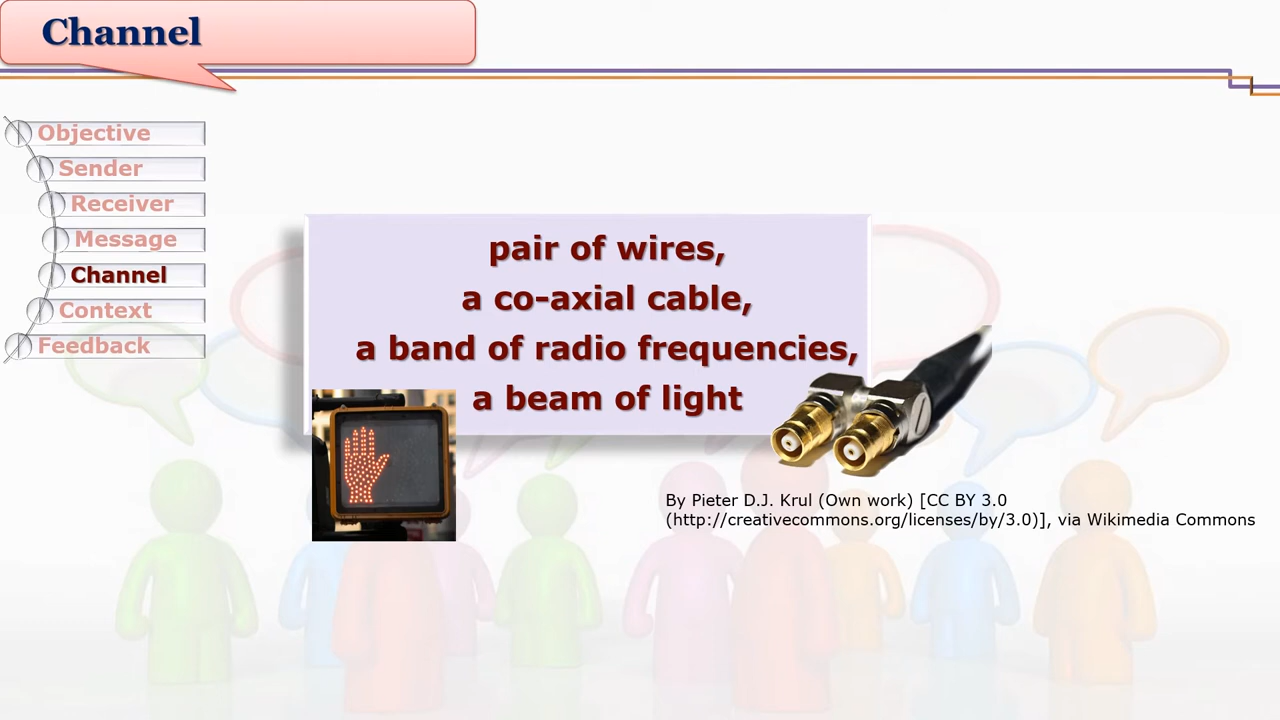 Channel
Objective
Sender
Receiver
Message
Channel
Context
Feedback
pair of wires,
a co-axial cable,
a band of radio frequencies,
a beam of light
By Pieter D.J. Krul (Own work) [CC BY 3.0
(http://creativecommons.org/licenses/by/3.0)], via Wikimedia Commons